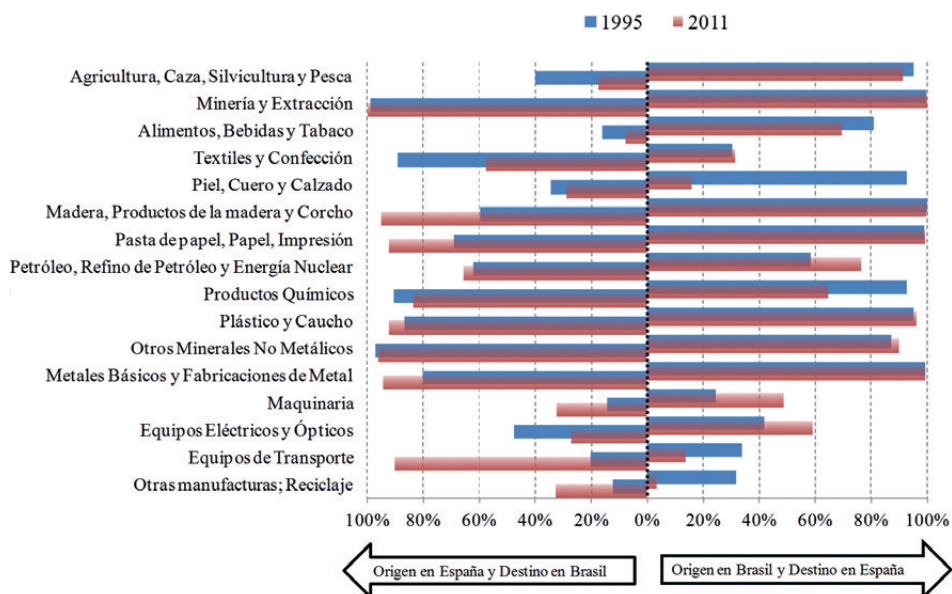 1995 2011
Agricultura, Caza, Silvicultura y Pesca
Minería y Extracción
Alimentos, Bebidas y Tabaco
Textiles y Confección
Piel, Cuero y Calzado
Madera, Productos de la madera y Corcho
Pasta de papel, Papel, Impresión
Petróleo, Refino de Petróleo y Energía Nuclear
Productos Químicos
Plástico y Caucho
Otros Minerales No Metálicos
Metales Básicos y Fabricaciones de Metal
Maquinaria
Equipos Eléctricos y Ópticos
Equipos de Transporte
Otras manufacturas; Reciclaje
100% 80% 60% 40% 20% 0% 20% 40% 60% 80% 100%
Origen en España y Destino en Brasil Origen en Brasil y Destino en España